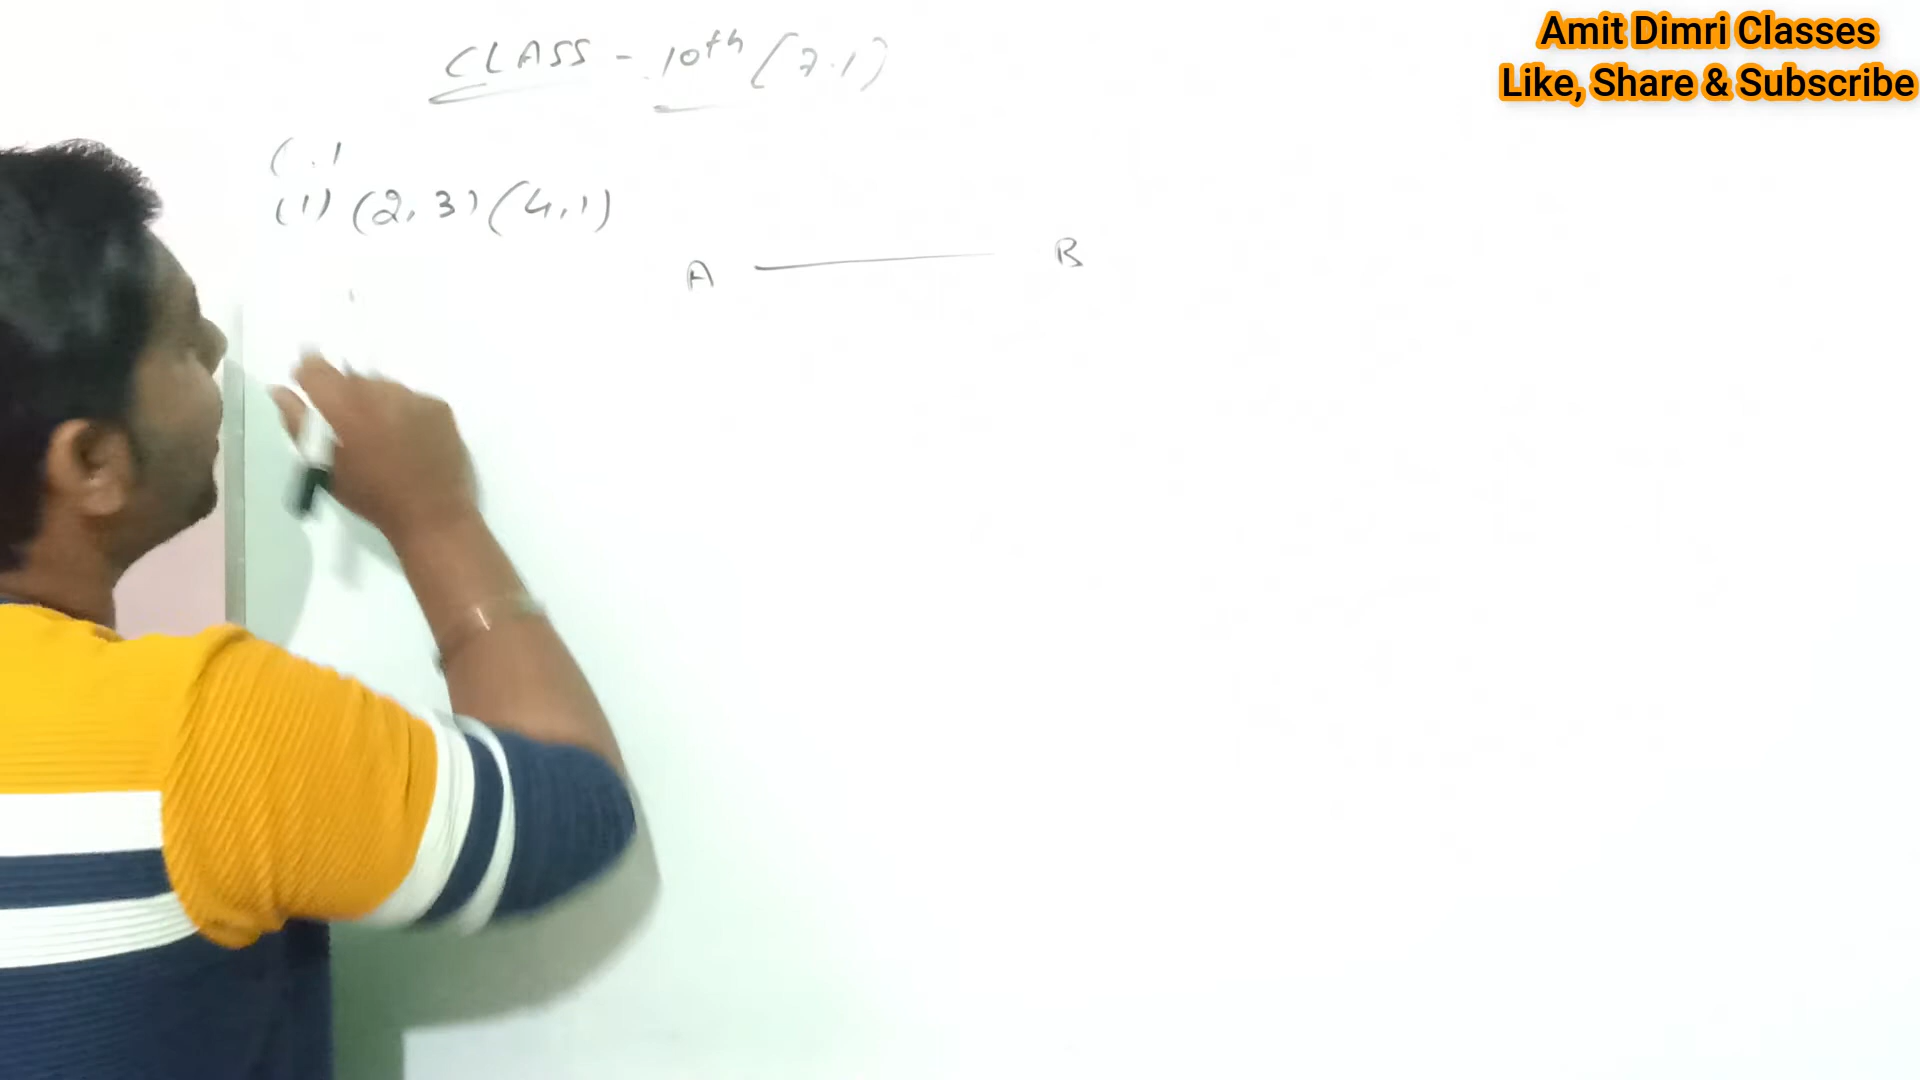 Amit Dimri Classes
Like, Share & Subscribe
CLASS - 10th (7.1)
(1) (2, 3) (4, 1)
A B